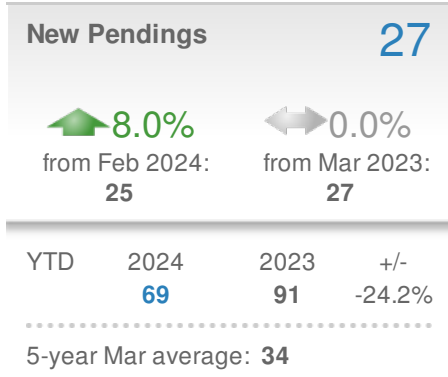 New Pendings 27
8.0% 0.0%
from Feb 2024: from Mar 2023:
25 27
YTD 2024 2023 +/-
69 91 -24.2%
5-year Mar average: 34